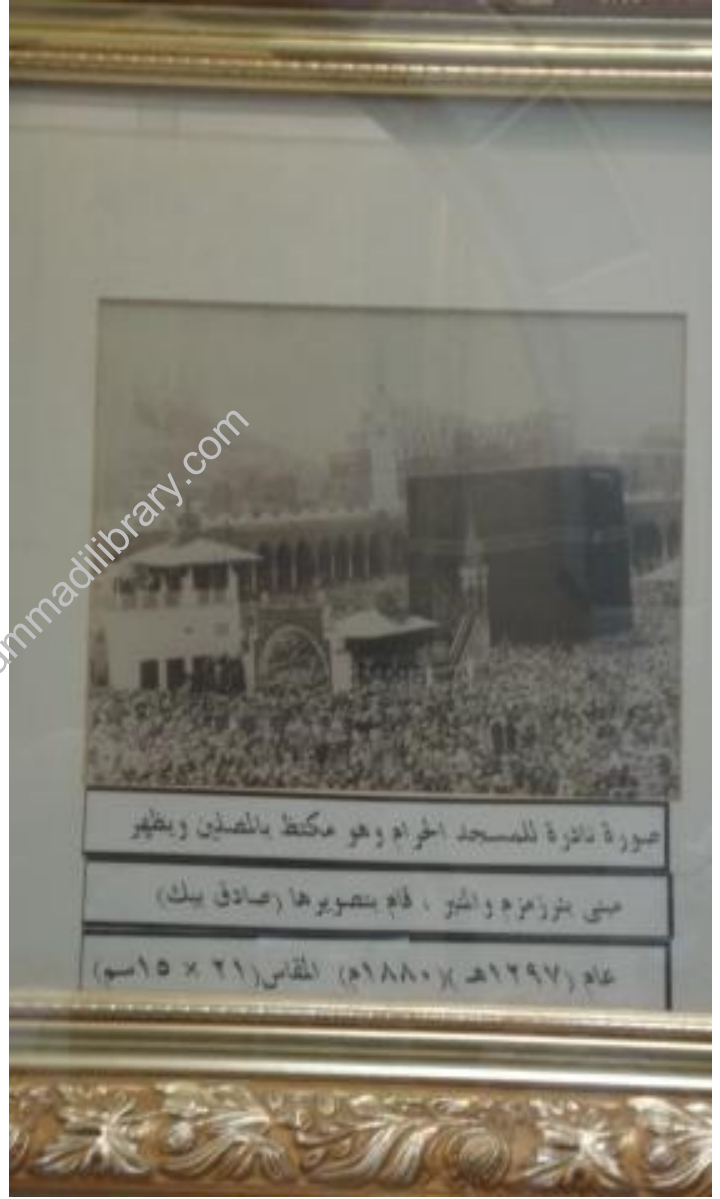 صورة نادرة للمسجد الحرام وهو مكتظ بالمصلين ويظهر
مبنى بئر زمزم والمنبر ، قام بتصويرها (صادق بيك)
عام (١٢٩٧هـ )(١٨٨٠م) المقاس(٢١ × ١٥سم)
ummadilibrary.com